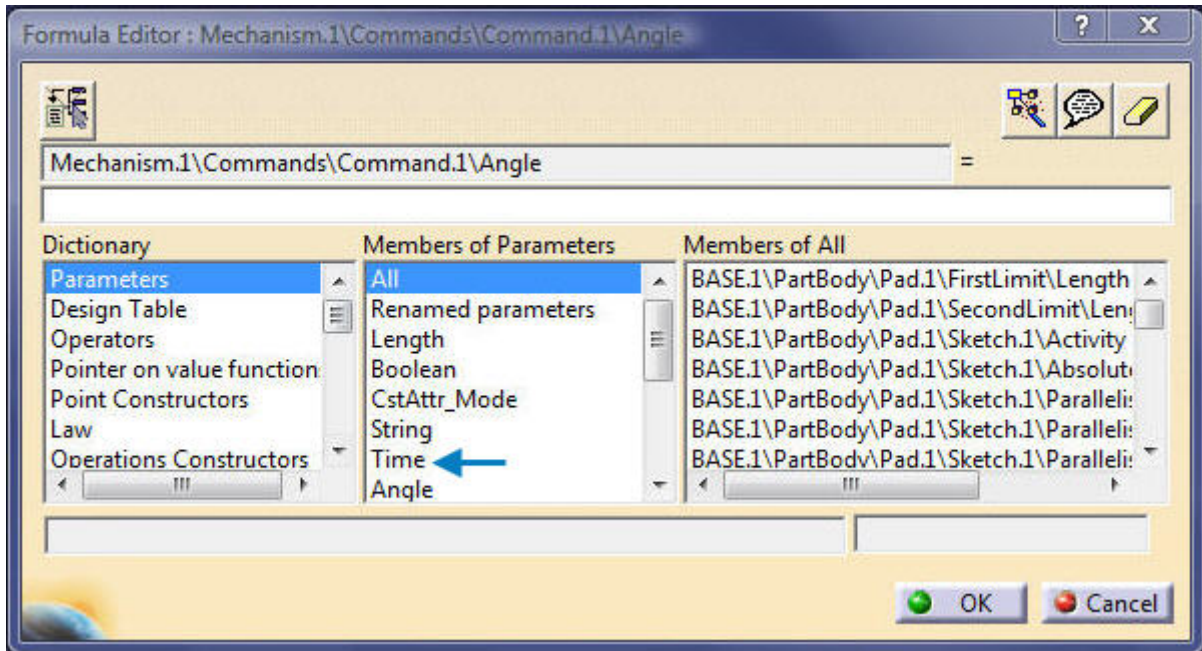 Formula Editor : Mechanism.1\Commands\Command.1\Angle
? X
Mechanism.1\Commands\Command.1\Angle =
Dictionary Members of Parameters Members of All
Parameters All BASE.1\PartBody\Pad.1\FirstLimit\Length
Design Table Renamed parameters BASE.1\PartBody\Pad.1\SecondLimit\Len
Operators Length BASE.1\PartBody\Pad.1\Sketch.1\Activity
Pointer on value function Boolean BASE.1\PartBody\Pad.1\Sketch.1\Absolut
Point Constructors CstAttr_Mode BASE.1\PartBody\Pad.1\Sketch.1\Paralleli
Law String BASE.1\PartBody\Pad.1\Sketch.1\Paralleli
Operations Constructors Time BASE.1\PartBody\Pad.1\Sketch.1\Paralleli
Angle
OK Cancel